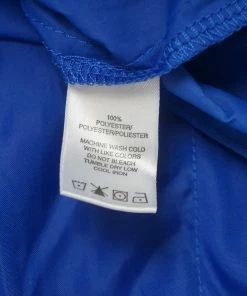 100%
POLYESTER/
POLYESTER/POLIESTER
MACHINE WASH COLD
WITH LIKE COLORS
DO NOT BLEACH
TUMBLE DRY LOW
COOL IRON